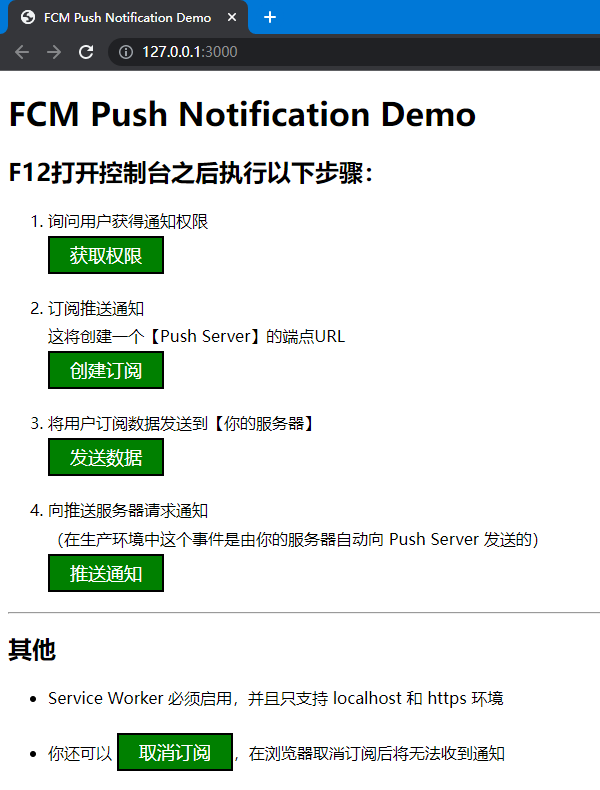 FCM Push Notification Demo
127.0.0.1:3000
FCM Push Notification Demo
F12打开控制台之后执行以下步骤：
1. 询问用户获得通知权限
获取权限
2. 订阅推送通知
这将创建一个【Push Server】的端点URL
创建订阅
3. 将用户订阅数据发送到【你的服务器】
发送数据
4. 向推送服务器请求通知
（在生产环境中这个事件是由你的服务器自动向 Push Server 发送的）
推送通知
其他
• Service Worker 必须启用，并且只支持 localhost 和 https 环境
• 你还可以 取消订阅，在浏览器取消订阅后将无法收到通知